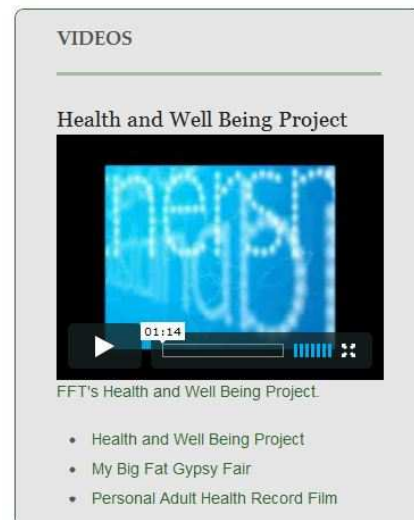 VIDEOS
Health and Well Being Project
01:14
FFT's Health and Well Being Project.
Health and Well Being Project
My Big Fat Gypsy Fair
Personal Adult Health Record Film